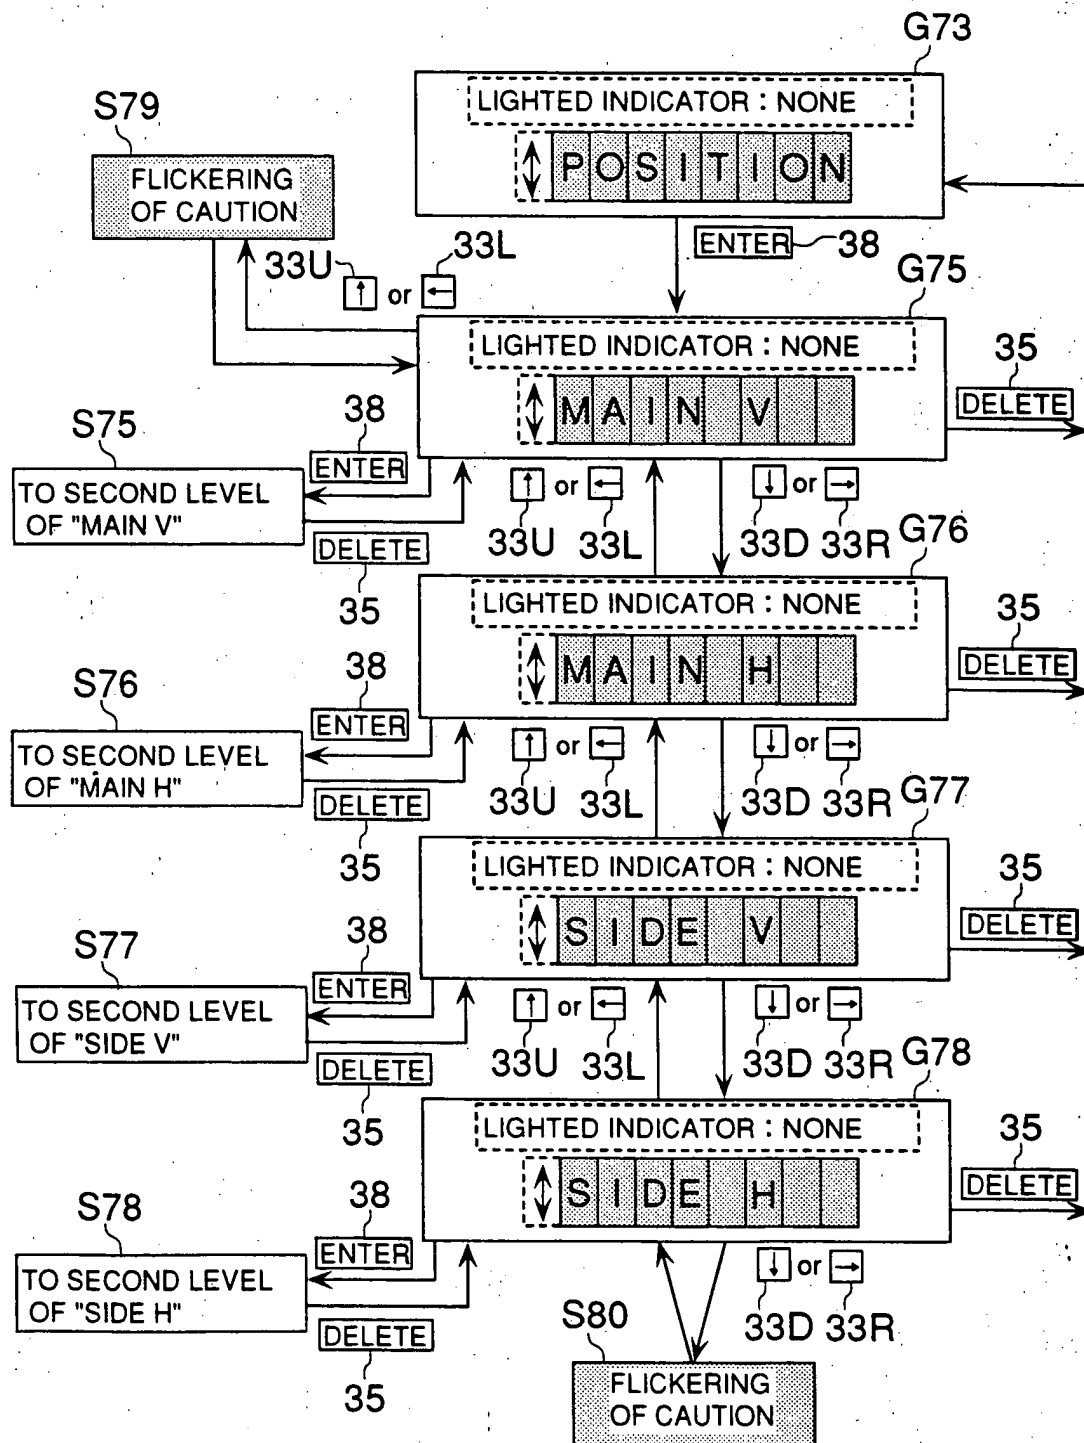 G73
LIGHTED INDICATOR : NONE
POSITION
S79
FLICKERING
OF CAUTION
ENTER 38
33U 33L
↑ or ←
G75
LIGHTED INDICATOR : NONE
MAIN V
35
DELETE
S75
38
ENTER
TO SECOND LEVEL
OF "MAIN V"
DELETE
35
↑ or ← ↓ or →
33U 33L 33D 33R
G76
LIGHTED INDICATOR : NONE
MAIN H
35
DELETE
S76
38
ENTER
TO SECOND LEVEL
OF "MAIN H"
DELETE
35
↑ or ← ↓ or →
33U 33L 33D 33R
G77
LIGHTED INDICATOR : NONE
SIDE V
35
DELETE
S77
38
ENTER
TO SECOND LEVEL
OF "SIDE V"
DELETE
35
↑ or ← ↓ or →
33U 33L 33D 33R
G78
LIGHTED INDICATOR : NONE
SIDE H
35
DELETE
S78
38
ENTER
TO SECOND LEVEL
OF "SIDE H"
DELETE
35
↓ or →
33D 33R
S80
FLICKERING
OF CAUTION